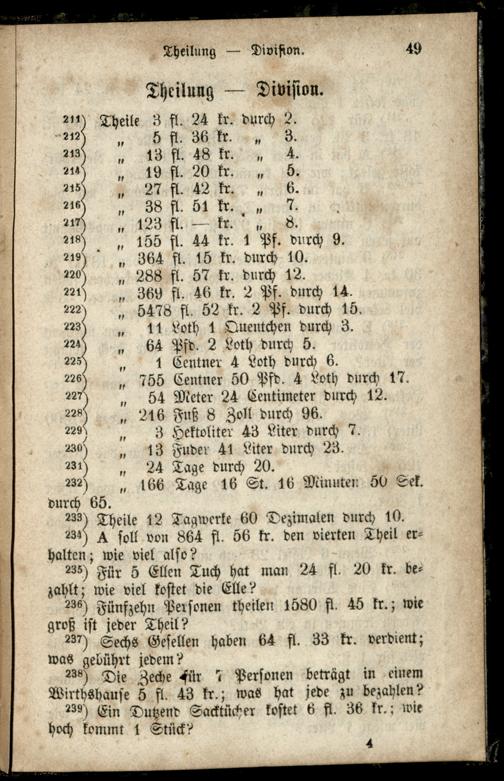 Theilung — Division. 49
Theilung — Division.
211) Theile 3 fl. 24 kr. durch 2.
212) „ 5 fl. 36 kr. „ 3.
213) „ 13 fl. 48 kr. „ 4.
214) „ 19 fl. 20 kr. „ 5.
215) „ 27 fl. 42 kr. „ 6.
216) „ 38 fl. 51 kr. „ 7.
217) „ 123 fl. — kr. „ 8.
218) „ 155 fl. 44 kr. 1 Pf. durch 9.
219) „ 364 fl. 15 kr. durch 10.
220) „ 288 fl. 57 kr. durch 12.
221) „ 369 fl. 46 kr. 2 Pf. durch 14.
222) „ 5478 fl. 52 kr. 2 Pf. durch 15.
223) „ 11 Loth 1 Quentchen durch 3.
224) „ 64 Pfd. 2 Loth durch 5.
225) „ 1 Centner 4 Loth durch 6.
226) „ 755 Centner 50 Pfd. 4 Loth durch 17.
227) „ 54 Meter 24 Centimeter durch 12.
228) „ 216 Fuß 8 Zoll durch 96.
229) „ 3 Hektoliter 43 Liter durch 7.
230) „ 13 Fuder 41 Liter durch 23.
231) „ 24 Tage durch 20.
232) „ 166 Tage 16 St. 16 Minuten 50 Sek.
durch 65.
233) Theile 12 Tagwerke 60 Dezimalen durch 10.
234) A soll von 864 fl. 56 kr. den vierten Theil er-
halten; wie viel also?
235) Für 5 Ellen Tuch hat man 24 fl. 20 kr. be-
zahlt; wie viel kostet die Elle?
236) Fünfzehn Personen theilen 1580 fl. 45 kr.; wie
groß ist jeder Theil?
237) Sechs Gesellen haben 64 fl. 33 kr. verdient;
was gebührt jedem?
238) Die Zeche für 7 Personen beträgt in einem
Wirthshause 5 fl. 43 kr.; was hat jede zu bezahlen?
239) Ein Dutzend Sacktücher kostet 6 fl. 36 kr.; wie
hoch kommt 1 Stück?
4